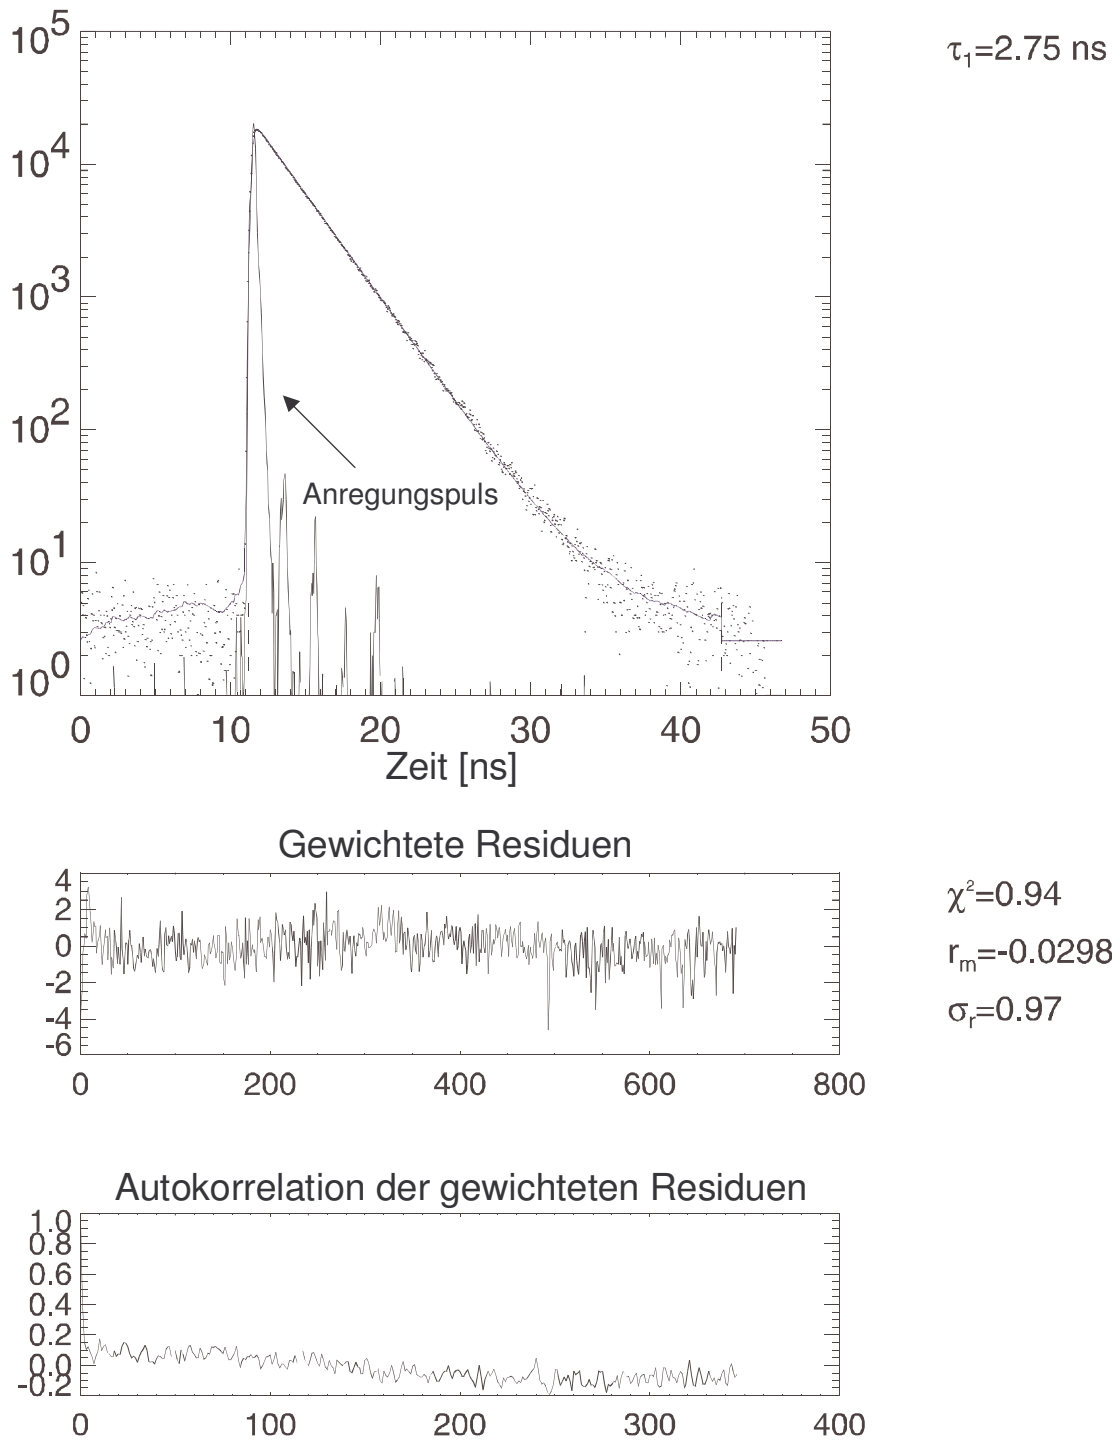 10^5
10^4
10^3
10^2
10^1
10^0
τ₁=2.75 ns
Anregungspuls
0 10 20 30 40 50
Zeit [ns]
Gewichtete Residuen
4
2
0
-2
-4
-6
0 200 400 600 800
χ²=0.94
r_m=-0.0298
σ_r=0.97
Autokorrelation der gewichteten Residuen
1.0
0.8
0.6
0.4
0.2
0.0
-0.2
0 100 200 300 400